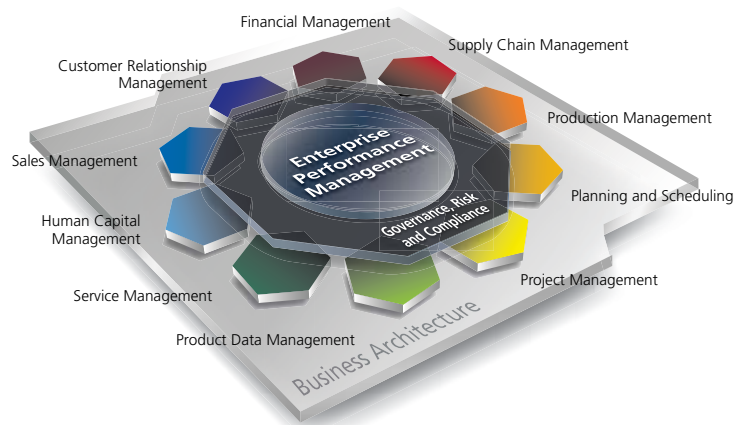 Financial Management
Supply Chain Management
Customer Relationship
Management
Production Management
Enterprise
Performance
Management
Sales Management
Planning and Scheduling
Governance, Risk
and Compliance
Human Capital
Management
Project Management
Service Management
Product Data Management
Business Architecture